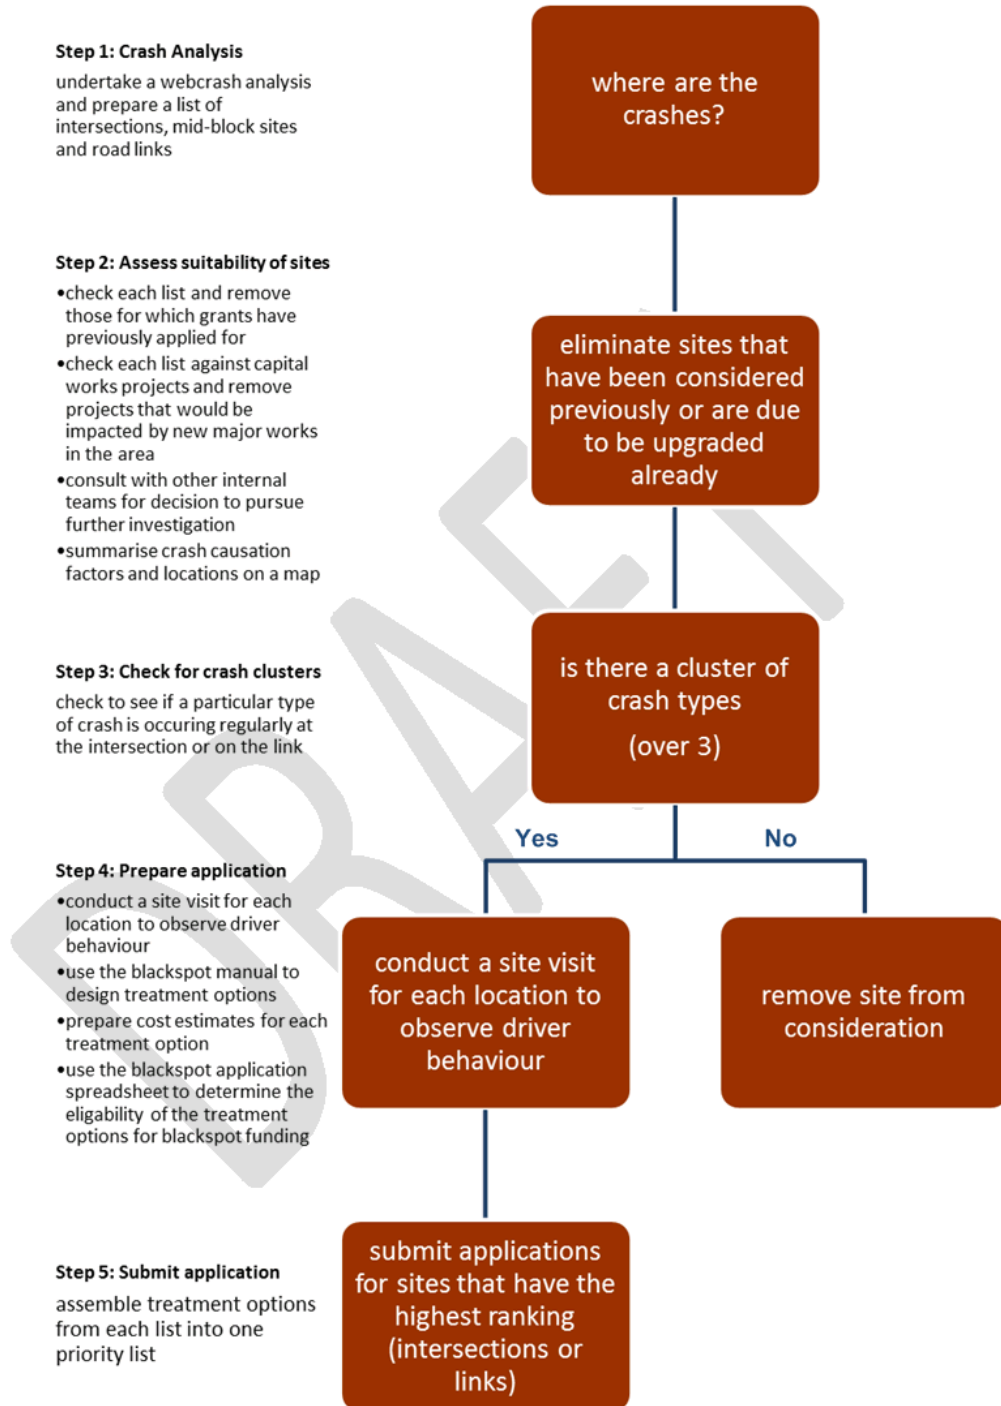 Step 1: Crash Analysis
undertake a webcrash analysis
and prepare a list of
intersections, mid-block sites
and road links
where are the
crashes?
Step 2: Assess suitability of sites
•check each list and remove
those for which grants have
previously applied for
•check each list against capital
works projects and remove
projects that would be
impacted by new major works
in the area
•consult with other internal
teams for decision to pursue
further investigation
•summarise crash causation
factors and locations on a map
eliminate sites that
have been considered
previously or are due
to be upgraded
already
Step 3: Check for crash clusters
check to see if a particular type
of crash is occuring regularly at
the intersection or on the link
is there a cluster of
crash types
(over 3)
Yes
No
Step 4: Prepare application
•conduct a site visit for each
location to observe driver
behaviour
•use the blackspot manual to
design treatment options
•prepare cost estimates for each
treatment option
•use the blackspot application
spreadsheet to determine the
eligability of the treatment
options for blackspot funding
conduct a site visit
for each location to
observe driver
behaviour
remove site from
consideration
Step 5: Submit application
assemble treatment options
from each list into one
priority list
submit applications
for sites that have the
highest ranking
(intersections or
links)
DRAFT